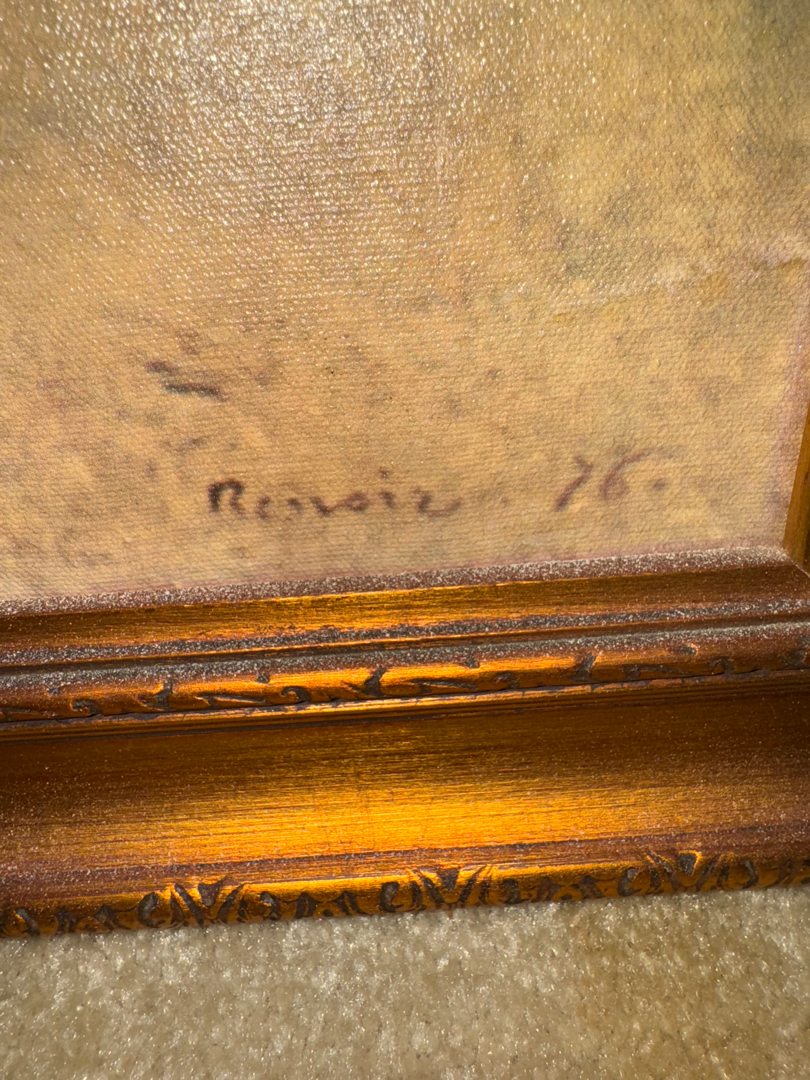 Renoir . 76.